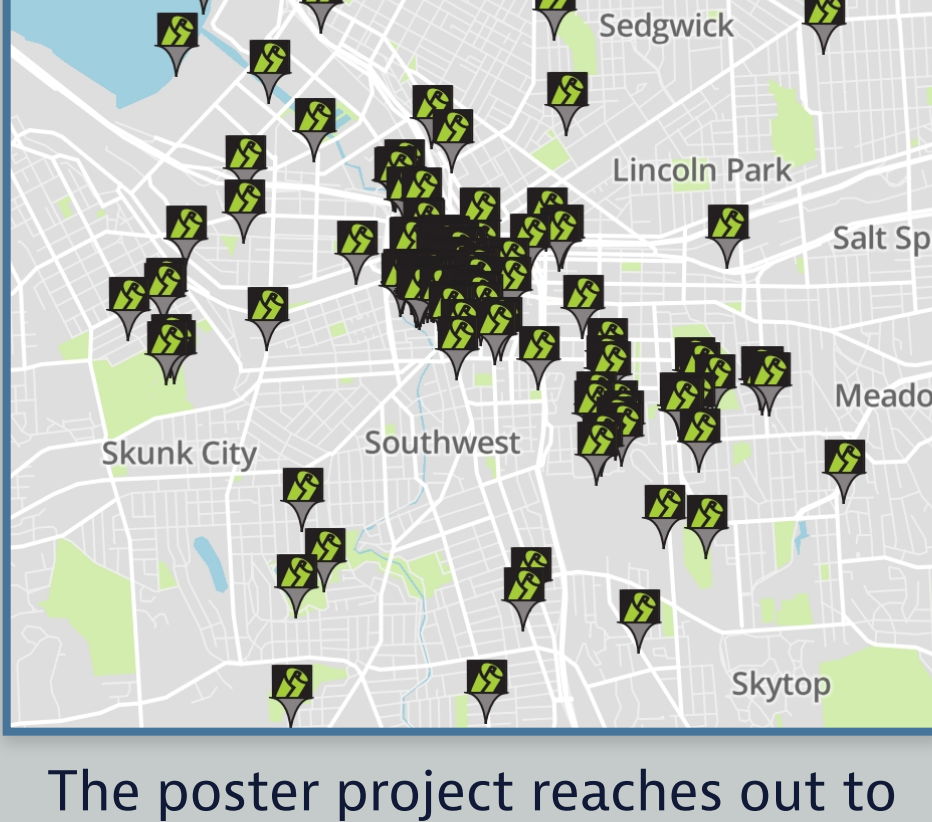 Sedgwick
Lincoln Park
Salt Sp
Meado
Skunk City
Southwest
Skytop
The poster project reaches out to